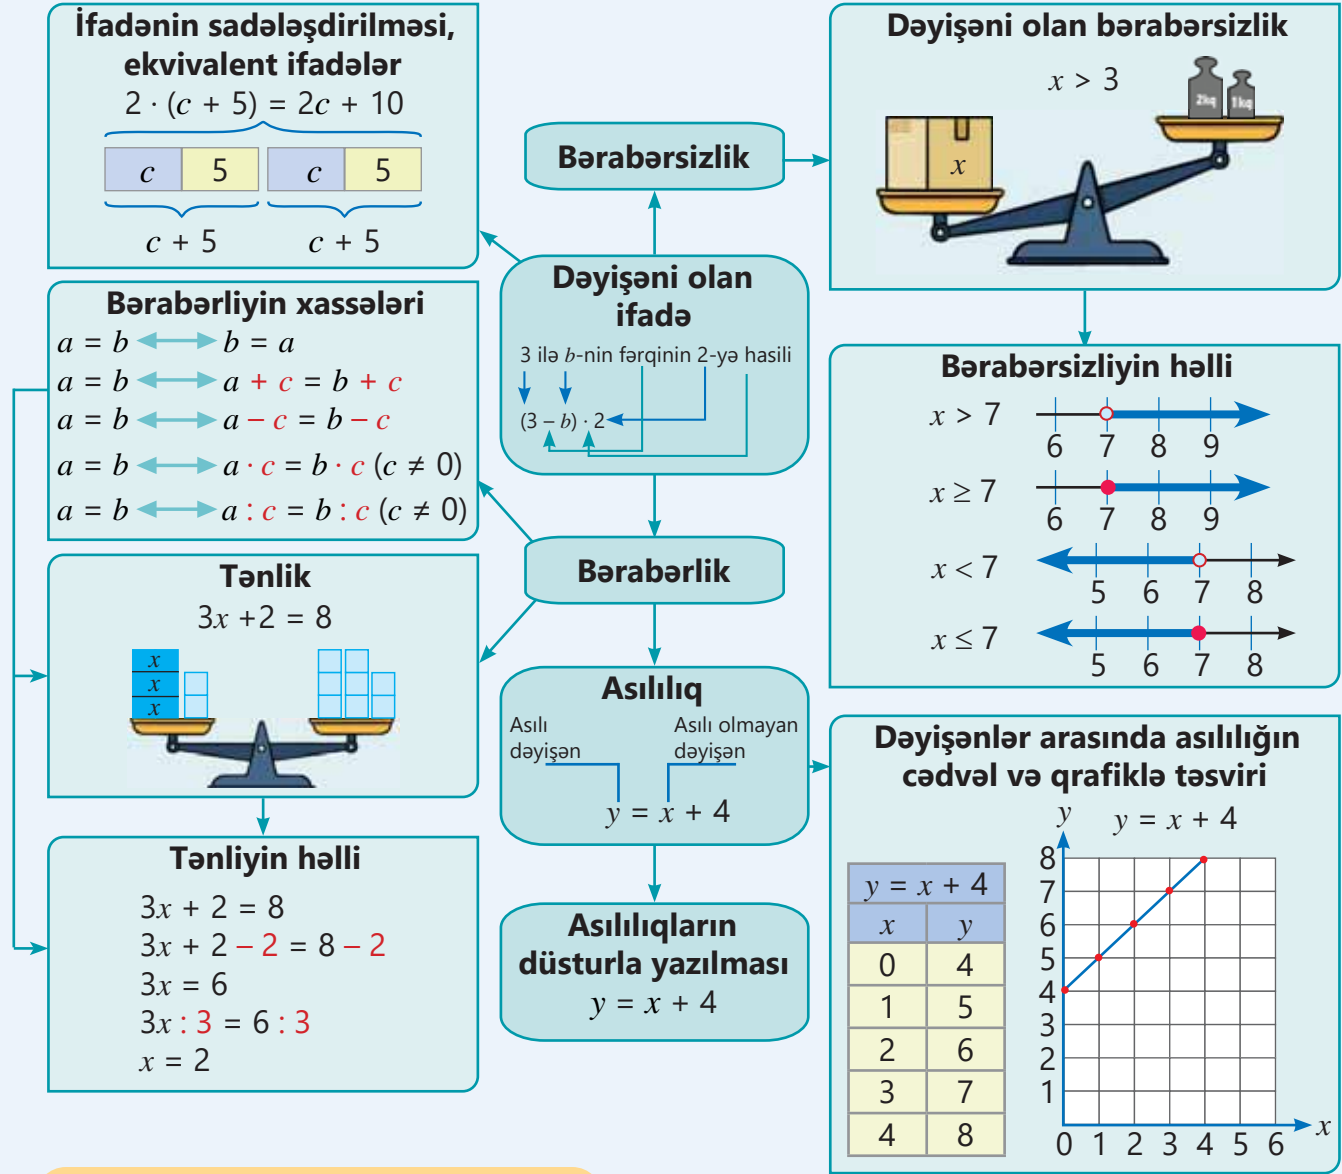 İfadənin sadələşdirilməsi,
ekvivalent ifadələr
2 · (c + 5) = 2c + 10
c 5 c 5
c + 5 c + 5
Bərabərsizlik
Dəyişəni olan bərabərsizlik
x > 3
2kq 1kq
x
Dəyişəni olan
ifadə
3 ilə b-nin fərqinin 2-yə hasili
(3 – b) · 2
Bərabərliyin xassələri
a = b b = a
a = b a + c = b + c
a = b a – c = b – c
a = b a · c = b · c (c ≠ 0)
a = b a : c = b : c (c ≠ 0)
Bərabərsizliyin həlli
x > 7
6 7 8 9
x ≥ 7
6 7 8 9
x < 7
5 6 7 8
x ≤ 7
5 6 7 8
Bərabərlik
Tənlik
3x +2 = 8
x
x
x
Asılılıq
Asılı
dəyişən
Asılı olmayan
dəyişən
y = x + 4
Tənliyin həlli
3x + 2 = 8
3x + 2 – 2 = 8 – 2
3x = 6
3x : 3 = 6 : 3
x = 2
Asılılıqların
düsturla yazılması
y = x + 4
Dəyişənlər arasında asılılığın
cədvəl və qrafiklə təsviri
y = x + 4
x y
0 4
1 5
2 6
3 7
4 8
y
y = x + 4
8
7
6
5
4
3
2
1
0 1 2 3 4 5 6
x